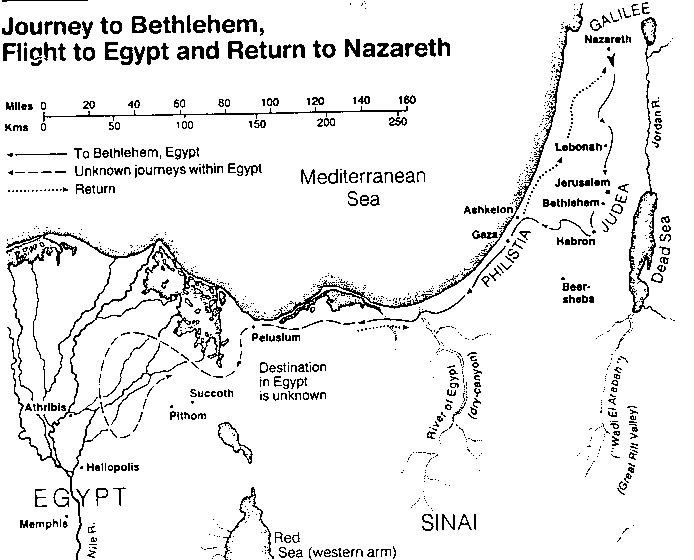 Journey to Bethlehem,
Flight to Egypt and Return to Nazareth
Miles 0 20 40 60 80 100 120 140 160
Kms 0 50 100 150 200 250
To Bethlehem, Egypt
Unknown journeys within Egypt
Return
Mediterranean
Sea
GALILEE
Nazareth
Jordan R.
Lebonah
Jerusalem
Bethlehem
JUDEA
Ashkelon
Gaza
Hebron
PHILISTIA
Dead Sea
Beer-
sheba
Pelusium
Destination
in Egypt
is unknown
River of Egypt
(dry-canyon)
("Wadi El Arabah")
(Great Rift Valley)
Succoth
Pithom
Athribis
Heliopolis
EGYPT
Memphis
Nile R.
SINAI
Red
Sea (western arm)